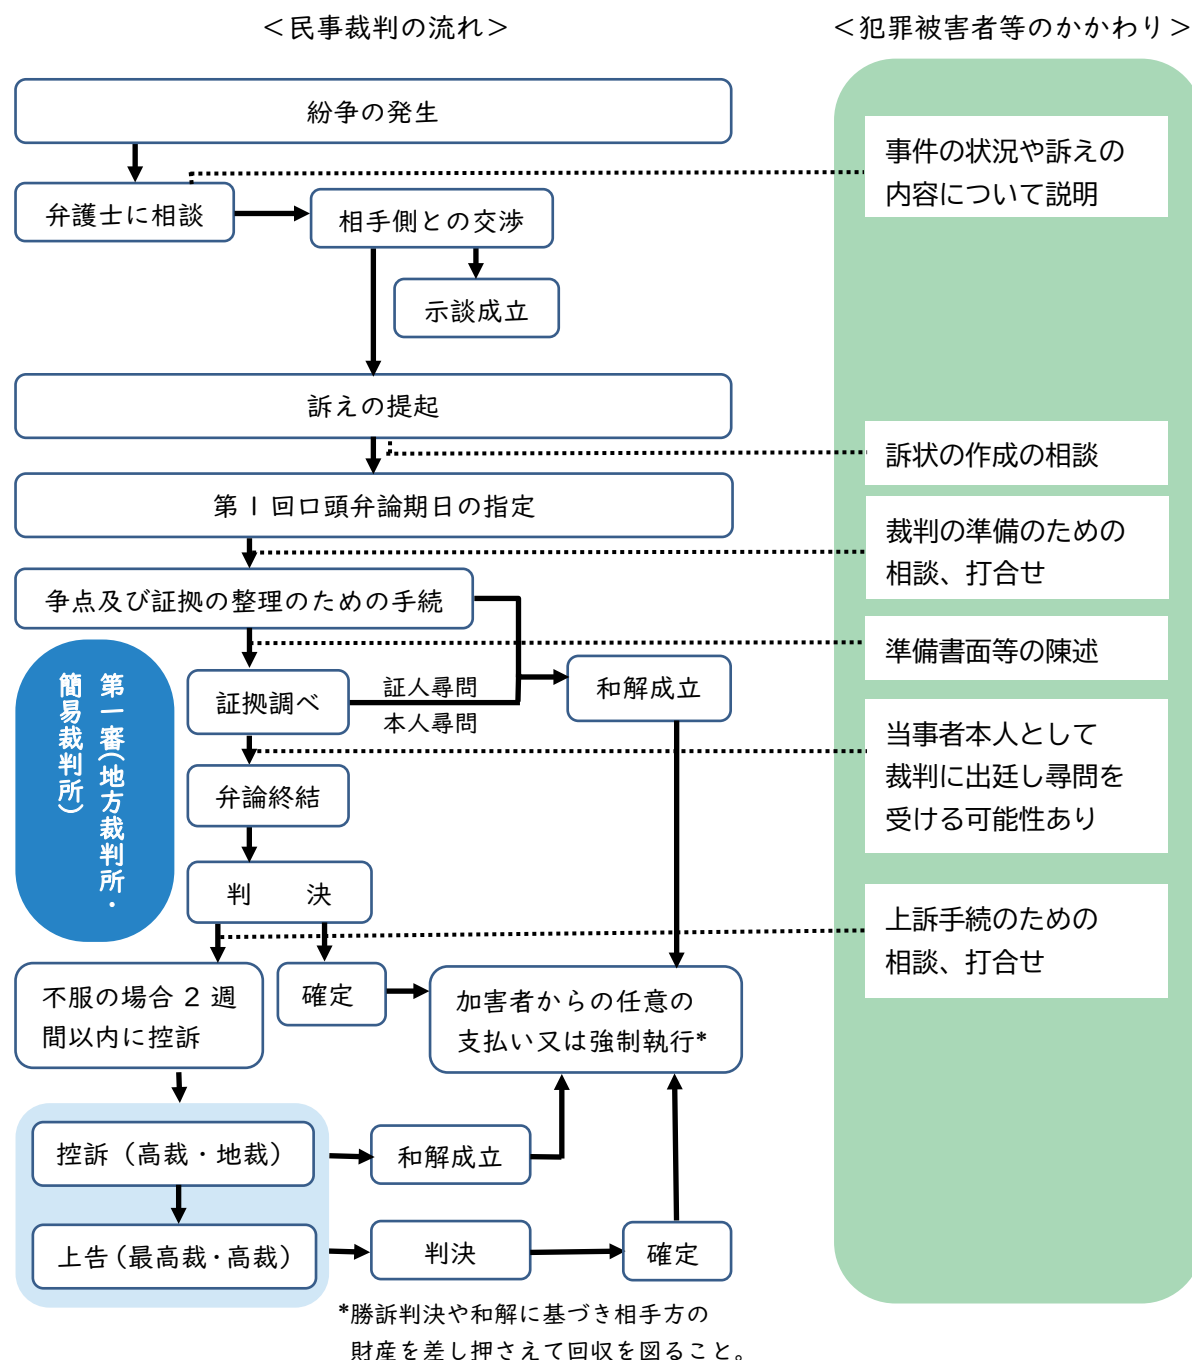 ＜民事裁判の流れ＞
＜犯罪被害者等のかかわり＞
紛争の発生
事件の状況や訴えの
内容について説明
弁護士に相談
相手側との交渉
示談成立
訴えの提起
訴状の作成の相談
第1回口頭弁論期日の指定
裁判の準備のための
相談、打合せ
争点及び証拠の整理のための手続
準備書面等の陳述
第一審（地方裁判所・
簡易裁判所）
証拠調べ
証人尋問
本人尋問
和解成立
当事者本人として
裁判に出廷し尋問を
受ける可能性あり
弁論終結
判　決
上訴手続のための
相談、打合せ
不服の場合2週
間以内に控訴
確定
加害者からの任意の
支払い又は強制執行*
控訴（高裁・地裁）
和解成立
上告（最高裁・高裁）
判決
確定
*勝訴判決や和解に基づき相手方の
財産を差し押さえて回収を図ること。